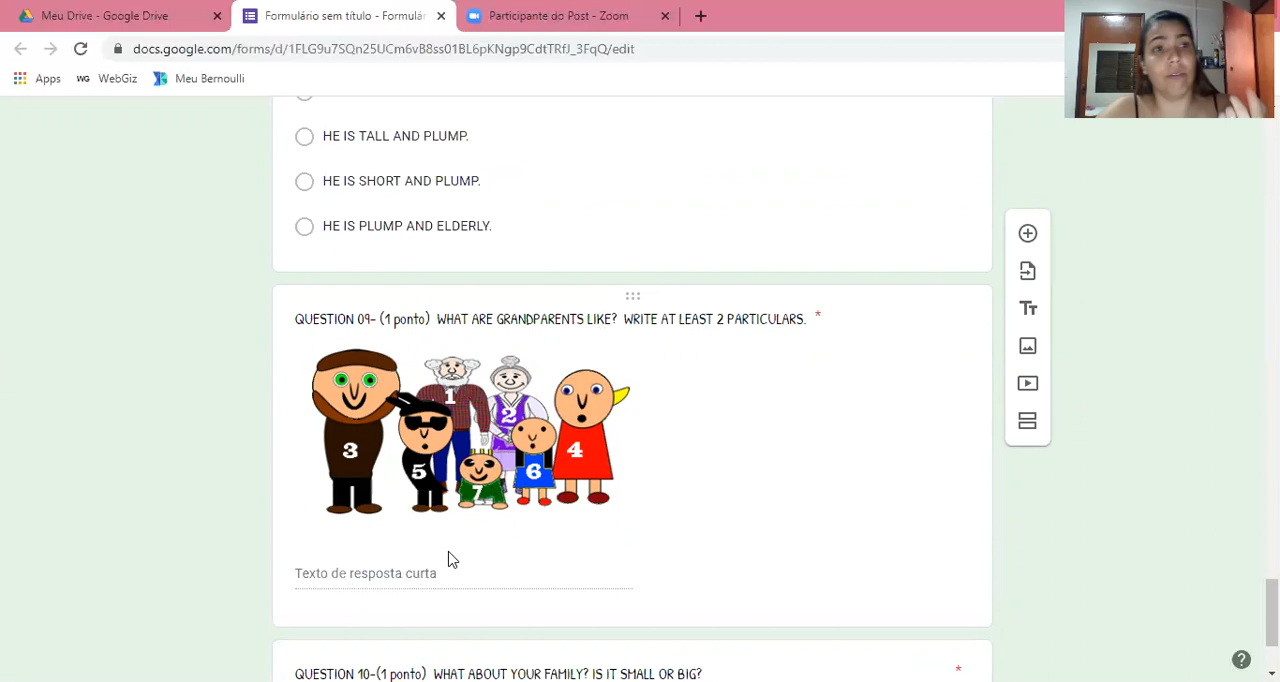 Meu Drive - Google Drive
Formulário sem título - Formulár
Participante do Post - Zoom
docs.google.com/forms/d/1FLG9u7SQn25UCm6vB8ss01BL6pKNgp9CdtTRfJ_3FqQ/edit
Apps
WG WebGiz
Meu Bernoulli
HE IS TALL AND PLUMP.
HE IS SHORT AND PLUMP.
HE IS PLUMP AND ELDERLY.
QUESTION 09- (1 ponto) WHAT ARE GRANDPARENTS LIKE? WRITE AT LEAST 2 PARTICULARS. *
1
2
3
4
5
6
7
Texto de resposta curta
QUESTION 10-(1 ponto) WHAT ABOUT YOUR FAMILY? IS IT SMALL OR BIG? *